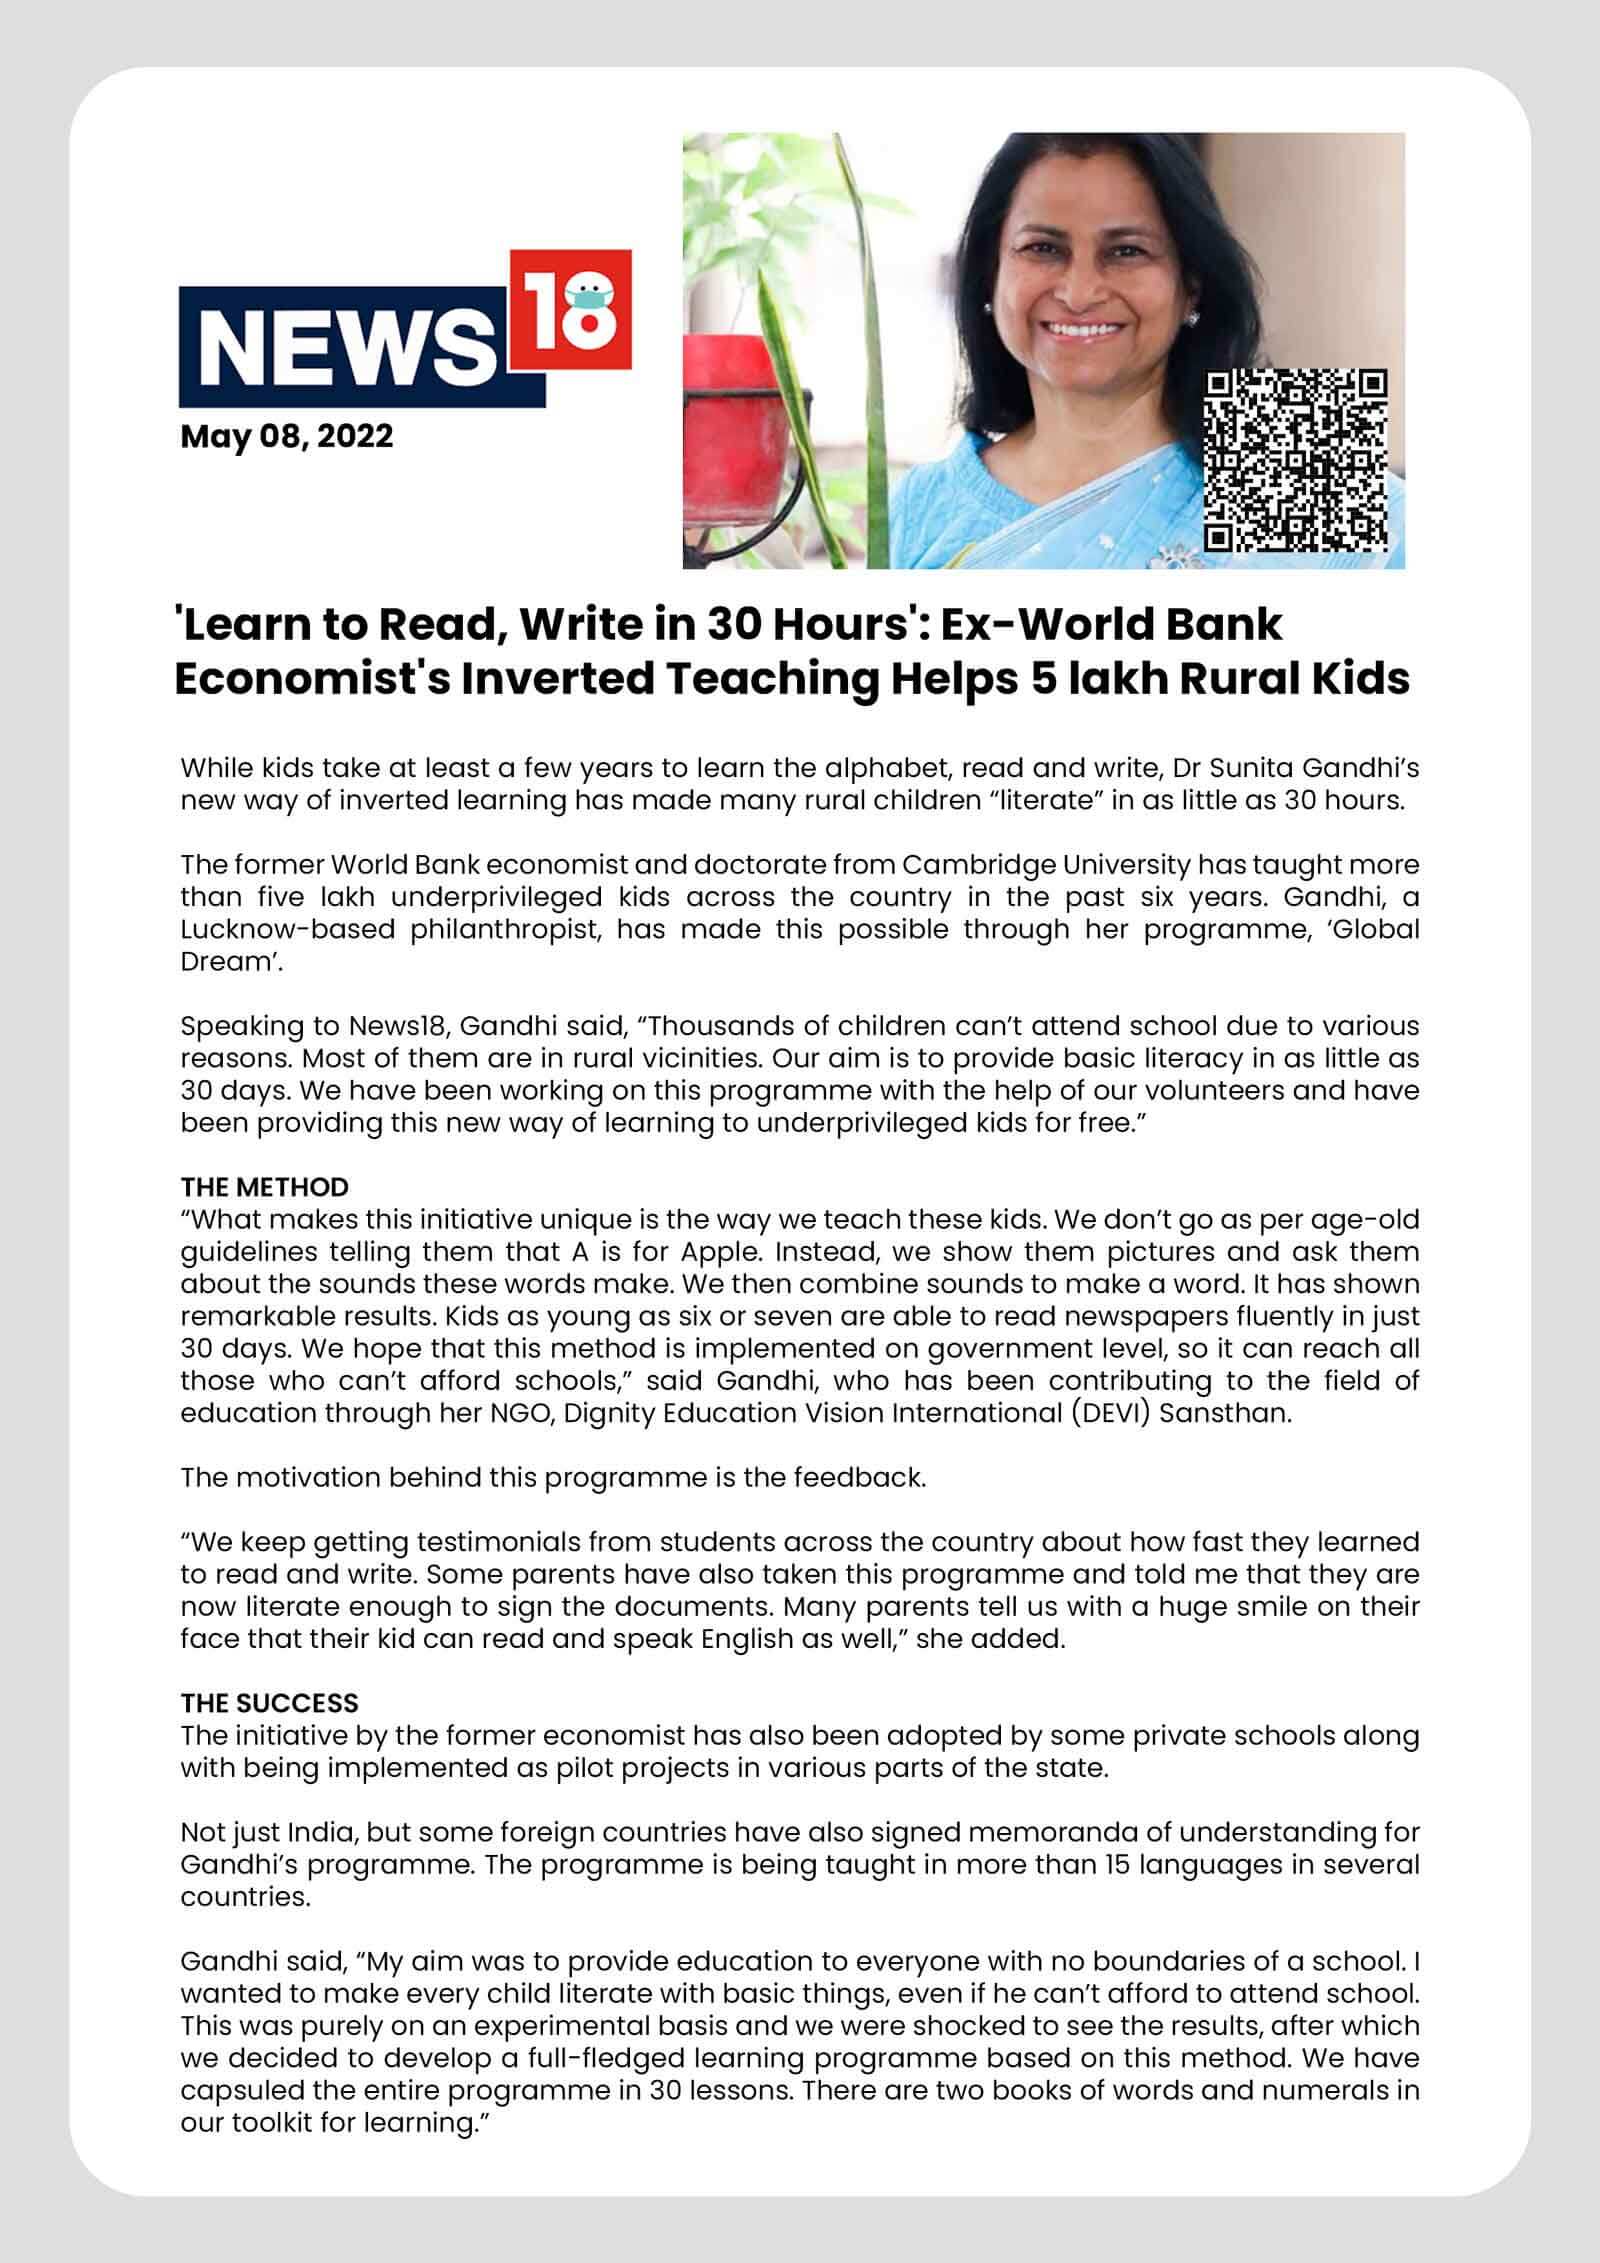 NEWS 18
May 08, 2022
'Learn to Read, Write in 30 Hours': Ex-World Bank
Economist's Inverted Teaching Helps 5 lakh Rural Kids
While kids take at least a few years to learn the alphabet, read and write, Dr Sunita Gandhi’s
new way of inverted learning has made many rural children “literate” in as little as 30 hours.
The former World Bank economist and doctorate from Cambridge University has taught more
than five lakh underprivileged kids across the country in the past six years. Gandhi, a
Lucknow-based philanthropist, has made this possible through her programme, ‘Global
Dream’.
Speaking to News18, Gandhi said, “Thousands of children can’t attend school due to various
reasons. Most of them are in rural vicinities. Our aim is to provide basic literacy in as little as
30 days. We have been working on this programme with the help of our volunteers and have
been providing this new way of learning to underprivileged kids for free.”
THE METHOD
“What makes this initiative unique is the way we teach these kids. We don’t go as per age-old
guidelines telling them that A is for Apple. Instead, we show them pictures and ask them
about the sounds these words make. We then combine sounds to make a word. It has shown
remarkable results. Kids as young as six or seven are able to read newspapers fluently in just
30 days. We hope that this method is implemented on government level, so it can reach all
those who can’t afford schools,” said Gandhi, who has been contributing to the field of
education through her NGO, Dignity Education Vision International (DEVI) Sansthan.
The motivation behind this programme is the feedback.
“We keep getting testimonials from students across the country about how fast they learned
to read and write. Some parents have also taken this programme and told me that they are
now literate enough to sign the documents. Many parents tell us with a huge smile on their
face that their kid can read and speak English as well,” she added.
THE SUCCESS
The initiative by the former economist has also been adopted by some private schools along
with being implemented as pilot projects in various parts of the state.
Not just India, but some foreign countries have also signed memoranda of understanding for
Gandhi’s programme. The programme is being taught in more than 15 languages in several
countries.
Gandhi said, “My aim was to provide education to everyone with no boundaries of a school. I
wanted to make every child literate with basic things, even if he can’t afford to attend school.
This was purely on an experimental basis and we were shocked to see the results, after which
we decided to develop a full-fledged learning programme based on this method. We have
capsuled the entire programme in 30 lessons. There are two books of words and numerals in
our toolkit for learning.”